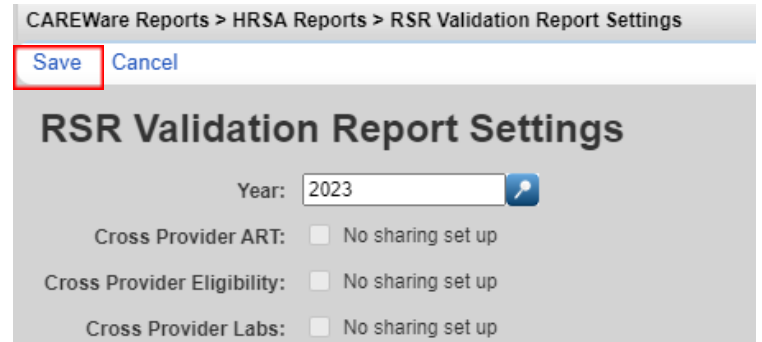 CAREWare Reports > HRSA Reports > RSR Validation Report Settings
Save Cancel
RSR Validation Report Settings
Year: 2023
Cross Provider ART: No sharing set up
Cross Provider Eligibility: No sharing set up
Cross Provider Labs: No sharing set up